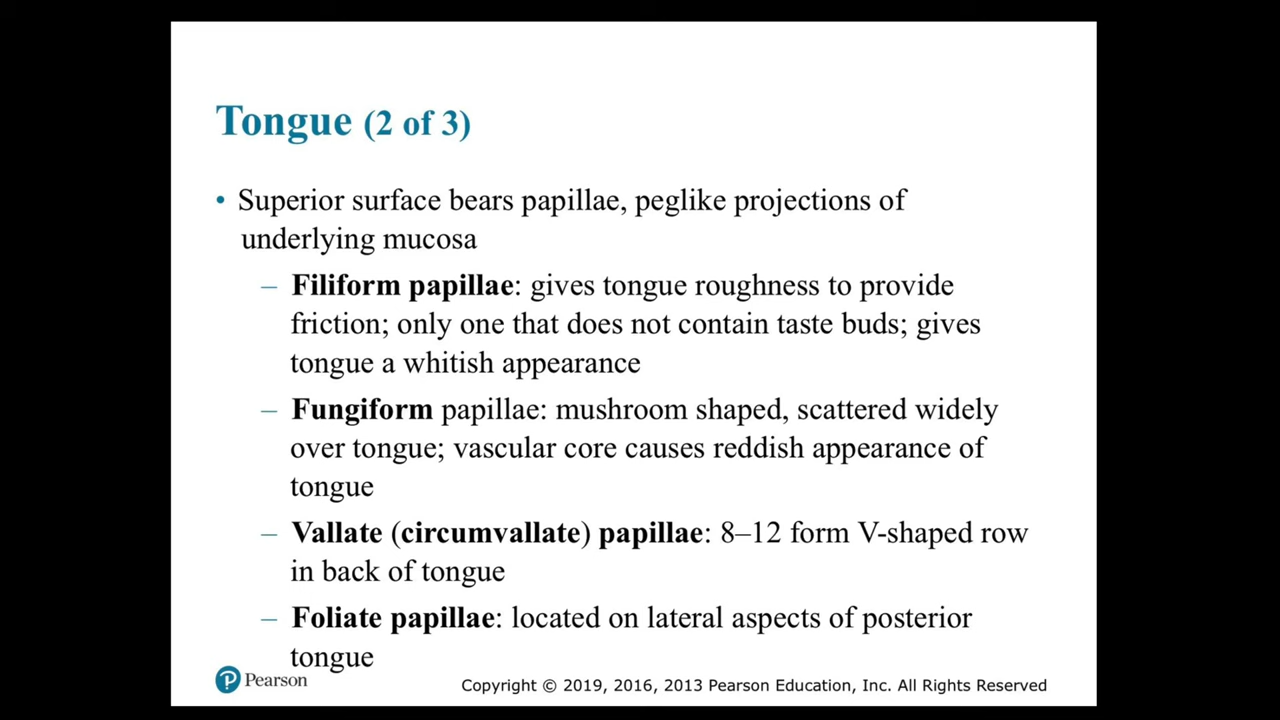 Tongue (2 of 3)
• Superior surface bears papillae, peglike projections of
underlying mucosa
– Filiform papillae: gives tongue roughness to provide
friction; only one that does not contain taste buds; gives
tongue a whitish appearance
– Fungiform papillae: mushroom shaped, scattered widely
over tongue; vascular core causes reddish appearance of
tongue
– Vallate (circumvallate) papillae: 8–12 form V-shaped row
in back of tongue
– Foliate papillae: located on lateral aspects of posterior
tongue
P Pearson
Copyright © 2019, 2016, 2013 Pearson Education, Inc. All Rights Reserved